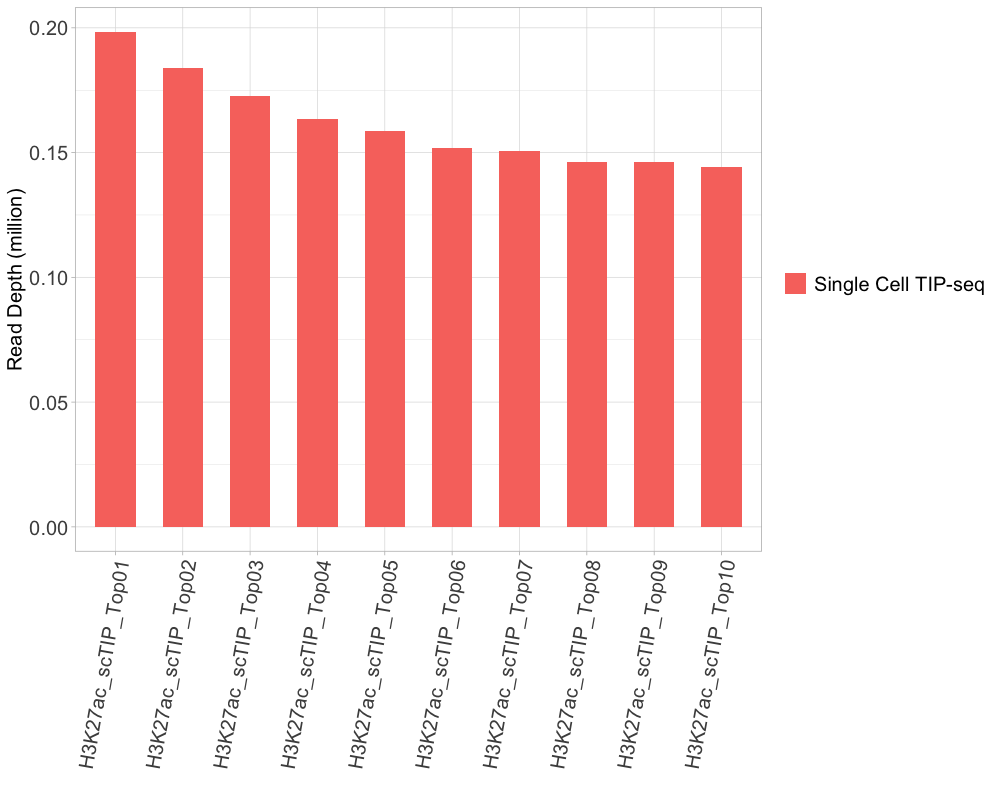 Read Depth (million)
0.20
0.15
0.10
0.05
0.00
H3K27ac_scTIP_Top01
H3K27ac_scTIP_Top02
H3K27ac_scTIP_Top03
H3K27ac_scTIP_Top04
H3K27ac_scTIP_Top05
H3K27ac_scTIP_Top06
H3K27ac_scTIP_Top07
H3K27ac_scTIP_Top08
H3K27ac_scTIP_Top09
H3K27ac_scTIP_Top10
Single Cell TIP-seq